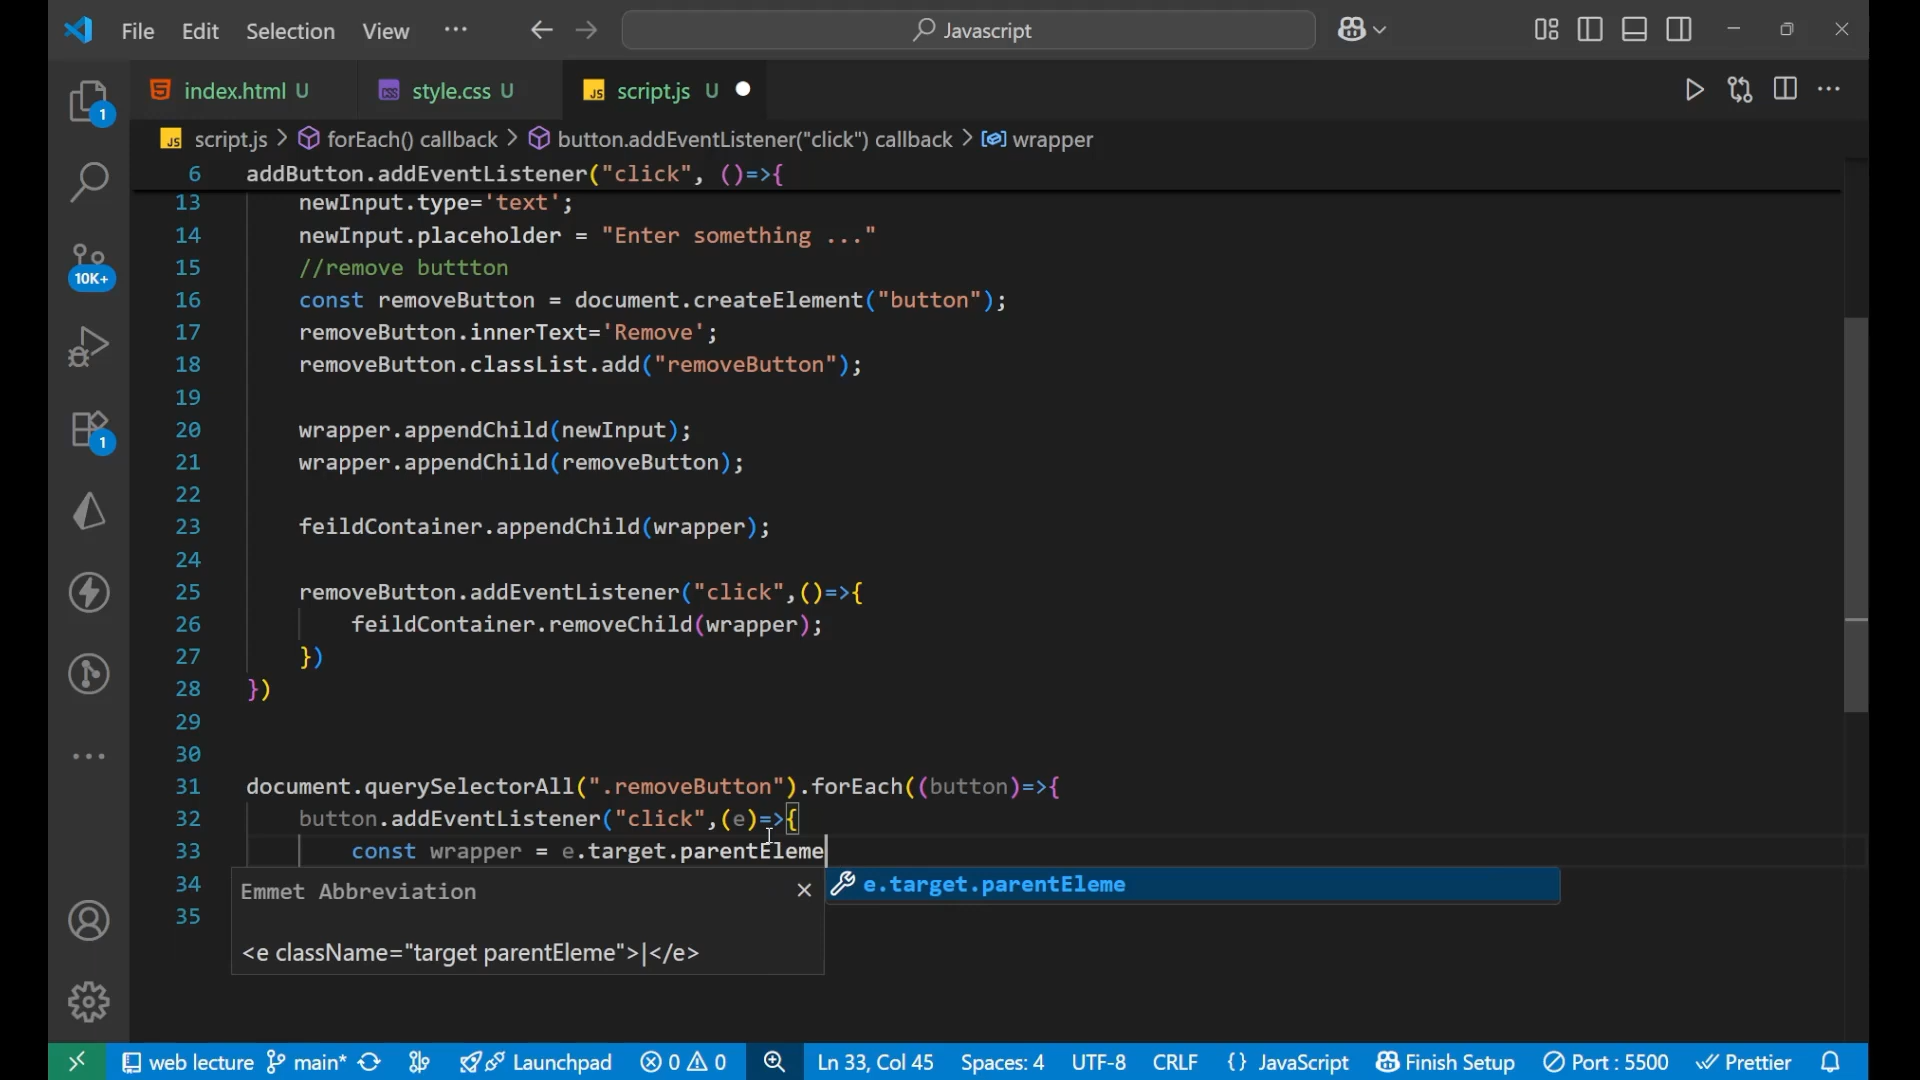 File Edit Selection View ... Javascript
index.html U style.css U JS script.js U
JS script.js > forEach() callback > button.addEventListener("click") callback > wrapper
6 addButton.addEventListener("click", ()=>{
13 newInput.type='text';
14 newInput.placeholder = "Enter something ..."
15 //remove buttton
16 const removeButton = document.createElement("button");
17 removeButton.innerText='Remove';
18 removeButton.classList.add("removeButton");
19
20 wrapper.appendChild(newInput);
21 wrapper.appendChild(removeButton);
22
23 feildContainer.appendChild(wrapper);
24
25 removeButton.addEventListener("click",()=>{
26 feildContainer.removeChild(wrapper);
27 })
28 })
29
30
31 document.querySelectorAll(".removeButton").forEach((button)=>{
32 button.addEventListener("click",(e)=>{
33 const wrapper = e.target.parentEleme
34 e.target.parentEleme
Emmet Abbreviation
35
<e className="target parentEleme">|</e>
1
10K+
1
web lecture main* Launchpad 0 0 Ln 33, Col 45 Spaces: 4 UTF-8 CRLF {} JavaScript Finish Setup Port : 5500 Prettier